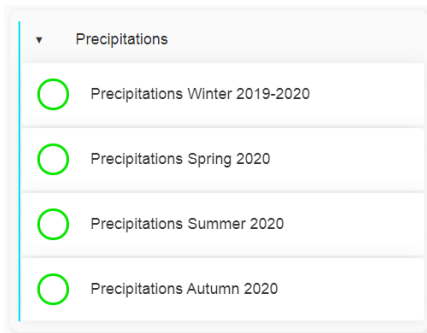 Precipitations
Precipitations Winter 2019-2020
Precipitations Spring 2020
Precipitations Summer 2020
Precipitations Autumn 2020